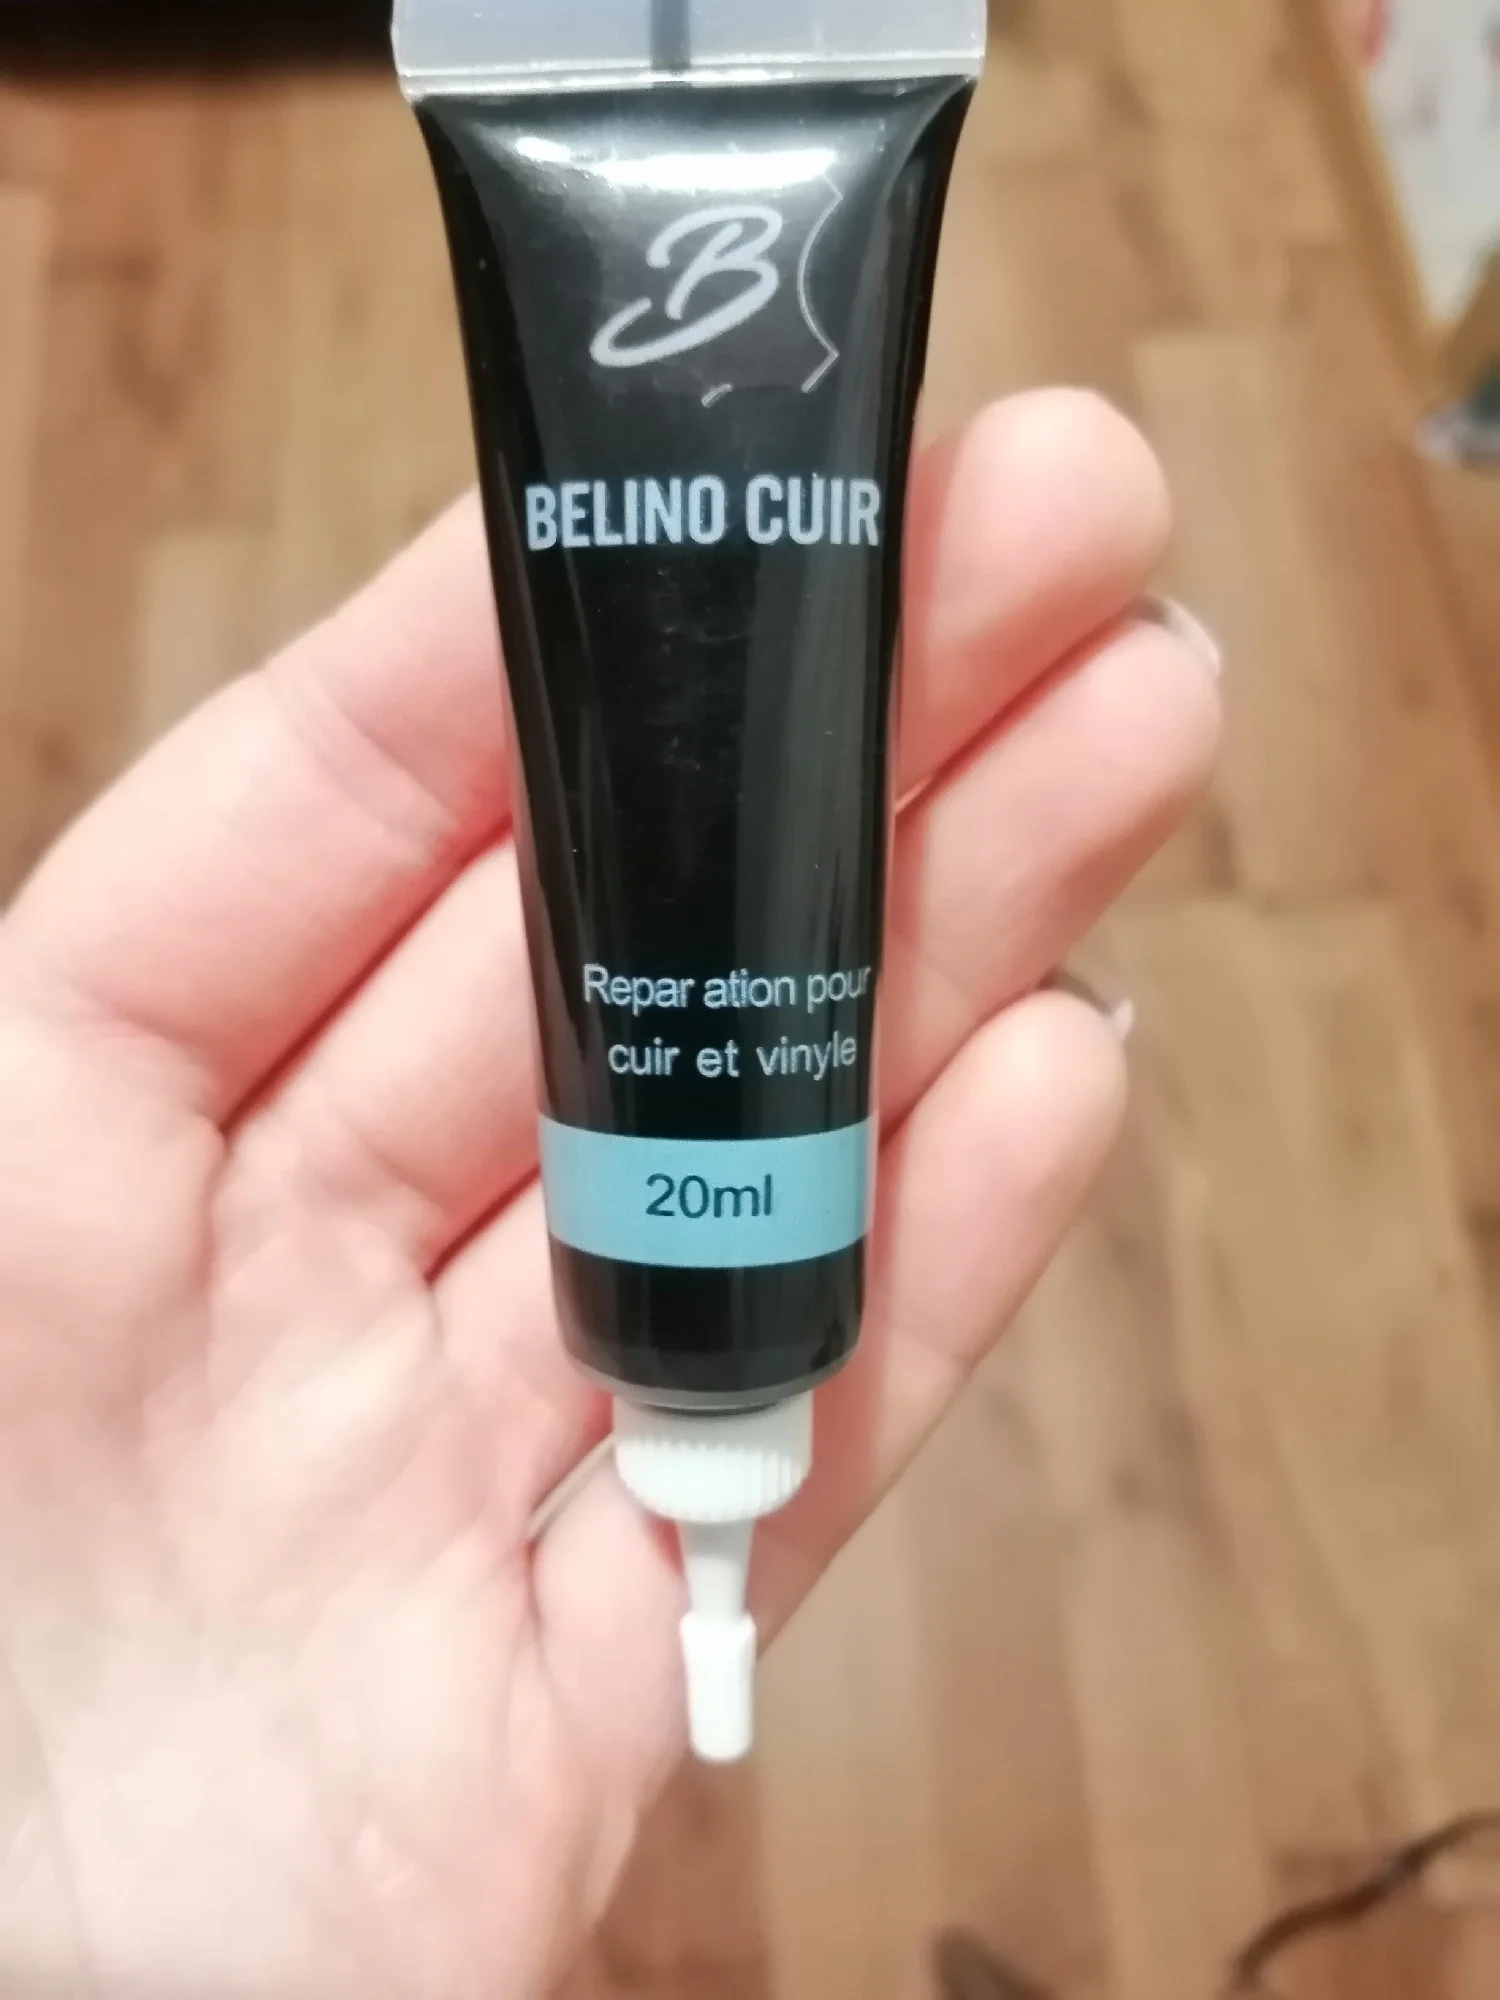 B
BELINO CUIR
Repar ation pour
cuir et vinyle
20ml